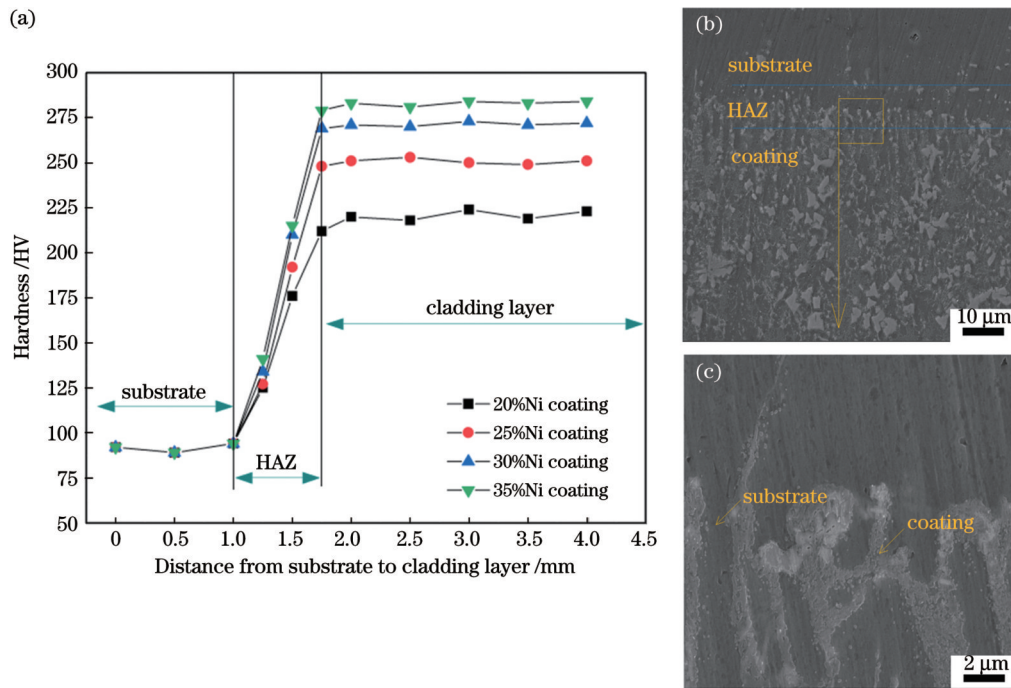 (a)
300
275
250
225
200
175
150
125
100
75
50
Hardness /HV
substrate
HAZ
cladding layer
20%Ni coating
25%Ni coating
30%Ni coating
35%Ni coating
0 0.5 1.0 1.5 2.0 2.5 3.0 3.5 4.0 4.5
Distance from substrate to cladding layer /mm
(b)
substrate
HAZ
coating
10 μm
(c)
substrate
coating
2 μm